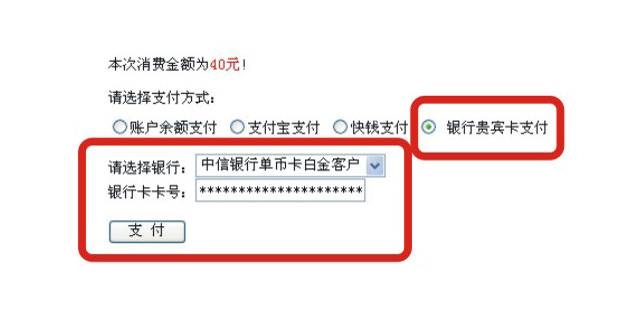 本次消费金额为40元!
请选择支付方式：
账户余额支付 支付宝支付 快钱支付 银行贵宾卡支付
请选择银行： 中信银行单币卡白金客户
银行卡卡号： *********************
支 付